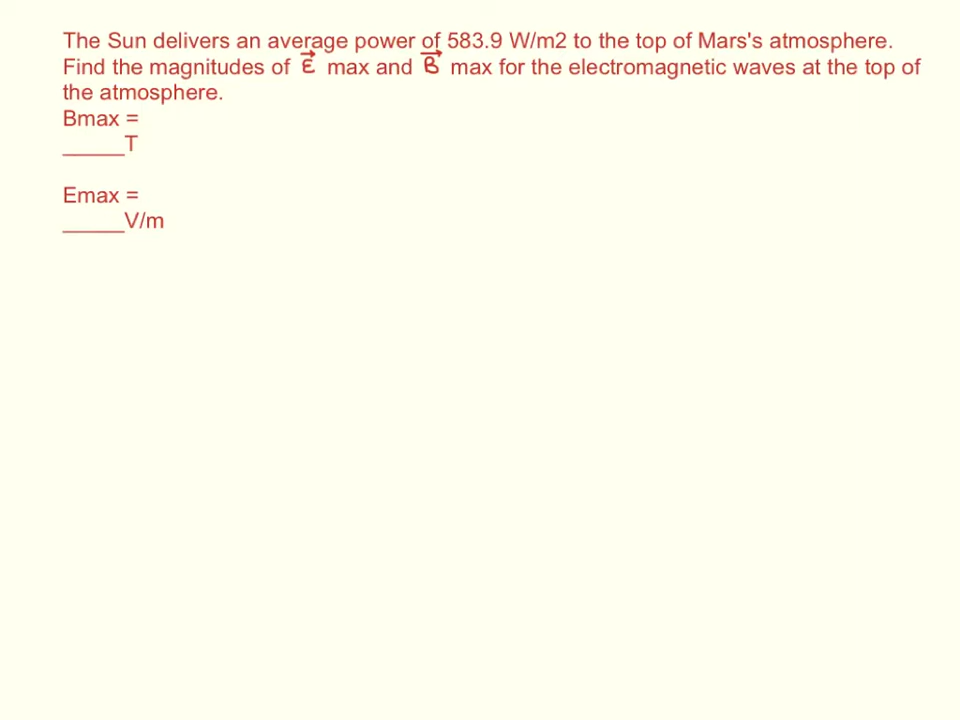 The Sun delivers an average power of 583.9 W/m2 to the top of Mars's atmosphere.
Find the magnitudes of E⃗ max and B⃗ max for the electromagnetic waves at the top of
the atmosphere.
Bmax =
_____T
Emax =
_____V/m